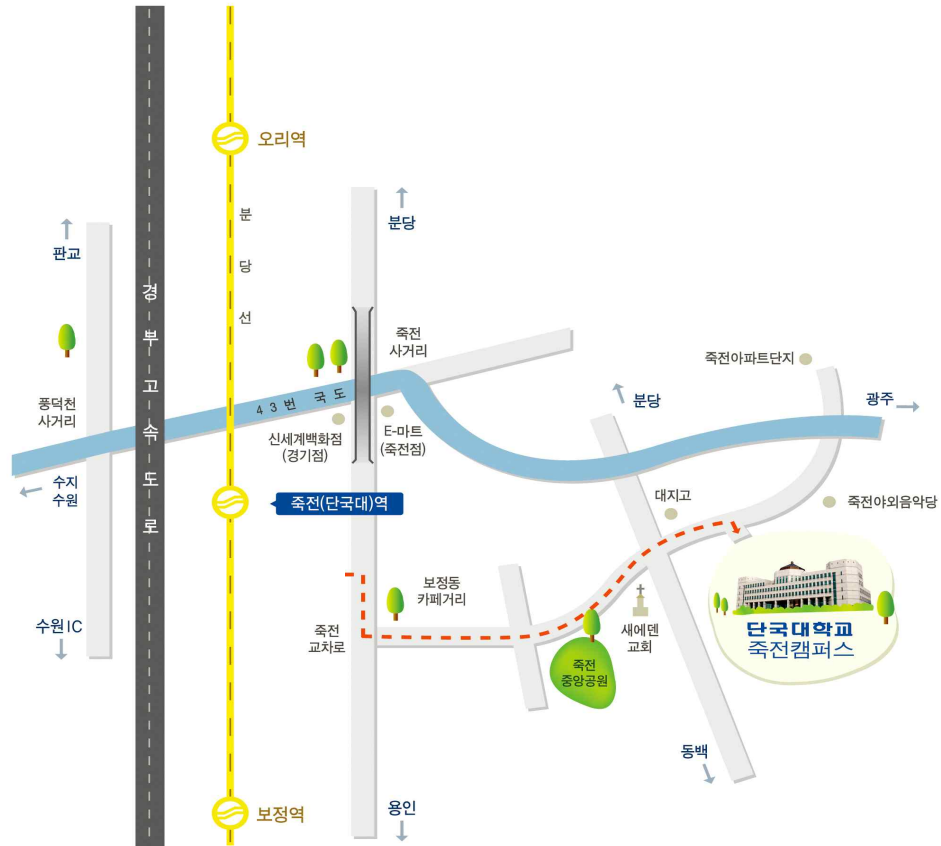 오리역
분당선
분당
판교
경부고속도로
죽전
사거리
죽전아파트단지
풍덕천
사거리
43번 국도
분당
광주
신세계백화점
(경기점)
E-마트
(죽전점)
수지
수원
죽전(단국대)역
대지고
죽전야외음악당
보정동
카페거리
수원IC
죽전
교차로
새에덴
교회
단국대학교
죽전캠퍼스
죽전
중앙공원
동백
보정역
용인